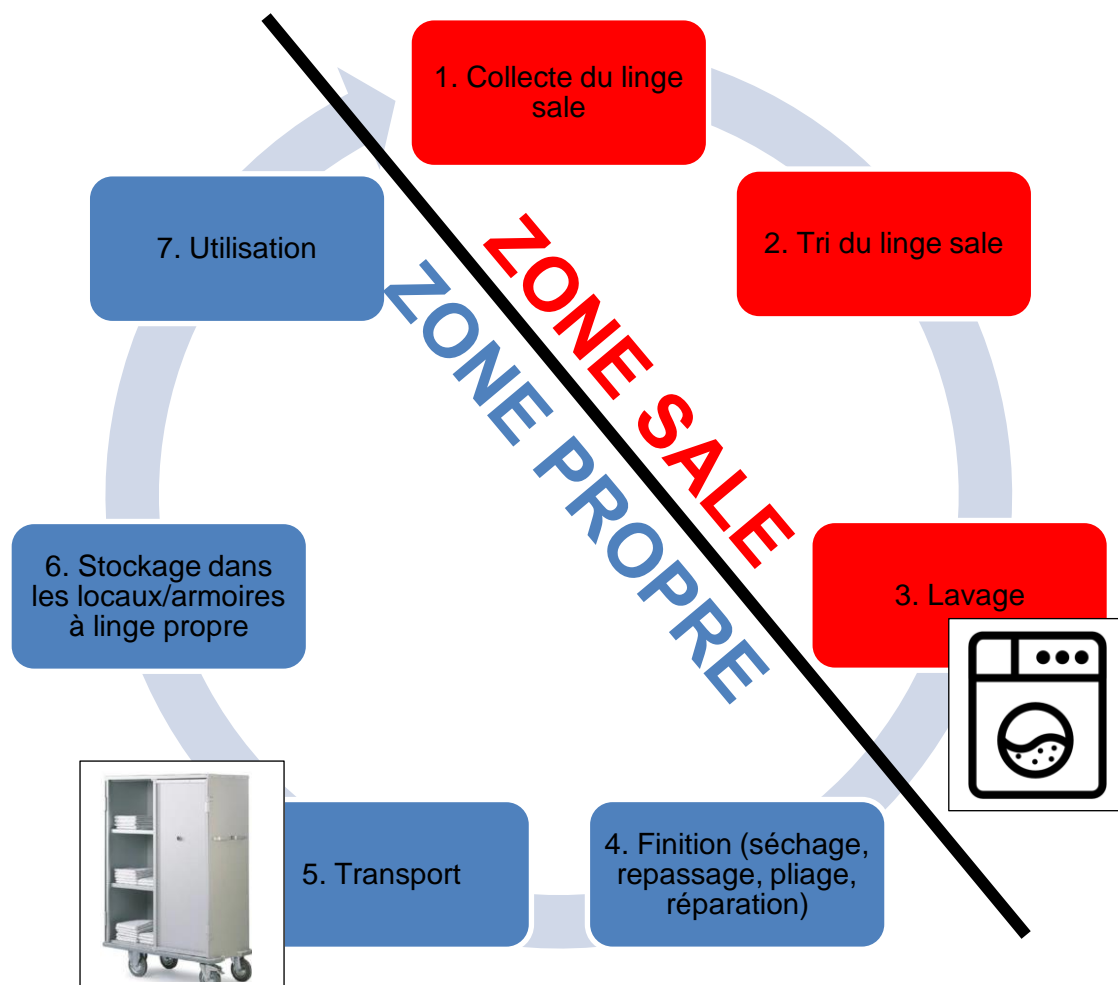 1. Collecte du linge
sale
2. Tri du linge sale
3. Lavage
4. Finition (séchage,
repassage, pliage,
réparation)
5. Transport
6. Stockage dans
les locaux/armoires
à linge propre
7. Utilisation
ZONE SALE
ZONE PROPRE